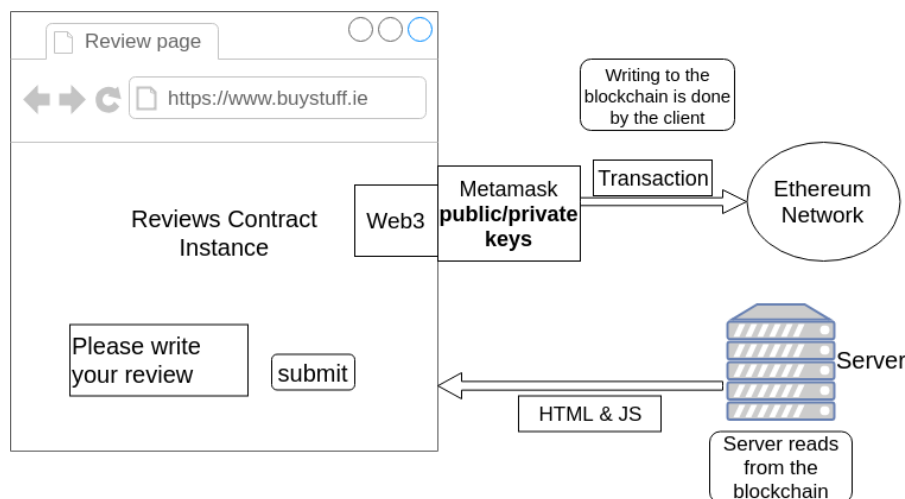 Review page
https://www.buystuff.ie
Writing to the
blockchain is done
by the client
Reviews Contract
Instance
Web3
Metamask
public/private
keys
Transaction
Ethereum
Network
Please write
your review
submit
HTML & JS
Server
Server reads
from the
blockchain